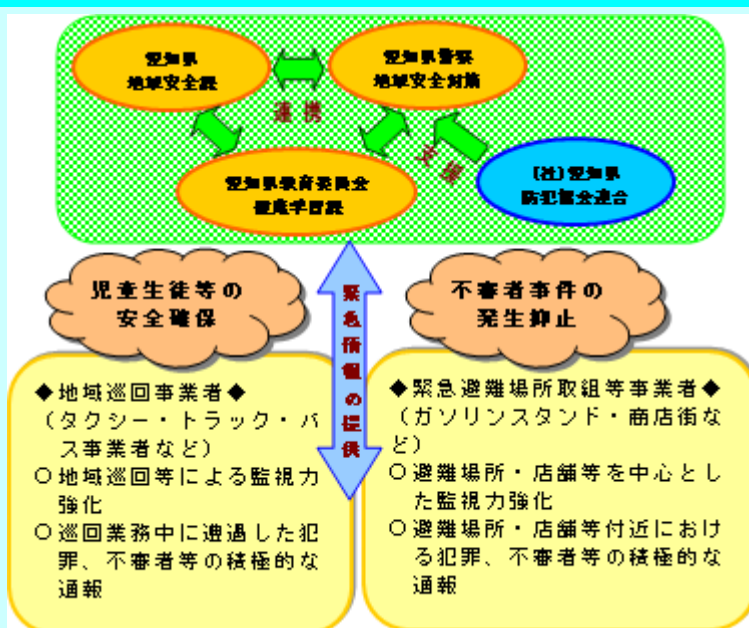 愛知県
地域安全課
愛知県警察
地域安全対策
連携
支援
愛知県教育委員会
健康学習課
(社)愛知県
防犯協会連合
児童生徒等の
安全確保
緊急情報の提供
不審者事件の
発生抑止
◆地域巡回事業者◆
（タクシー・トラック・バ
ス事業者など）
○地域巡回等による監視力
強化
○巡回業務中に遭遇した犯
罪、不審者等の積極的な
通報
◆緊急避難場所取組等事業者◆
（ガソリンスタンド・商店街な
ど）
○避難場所・店舗等を中心とし
た監視力強化
○避難場所・店舗等付近におけ
る犯罪、不審者等の積極的な
通報